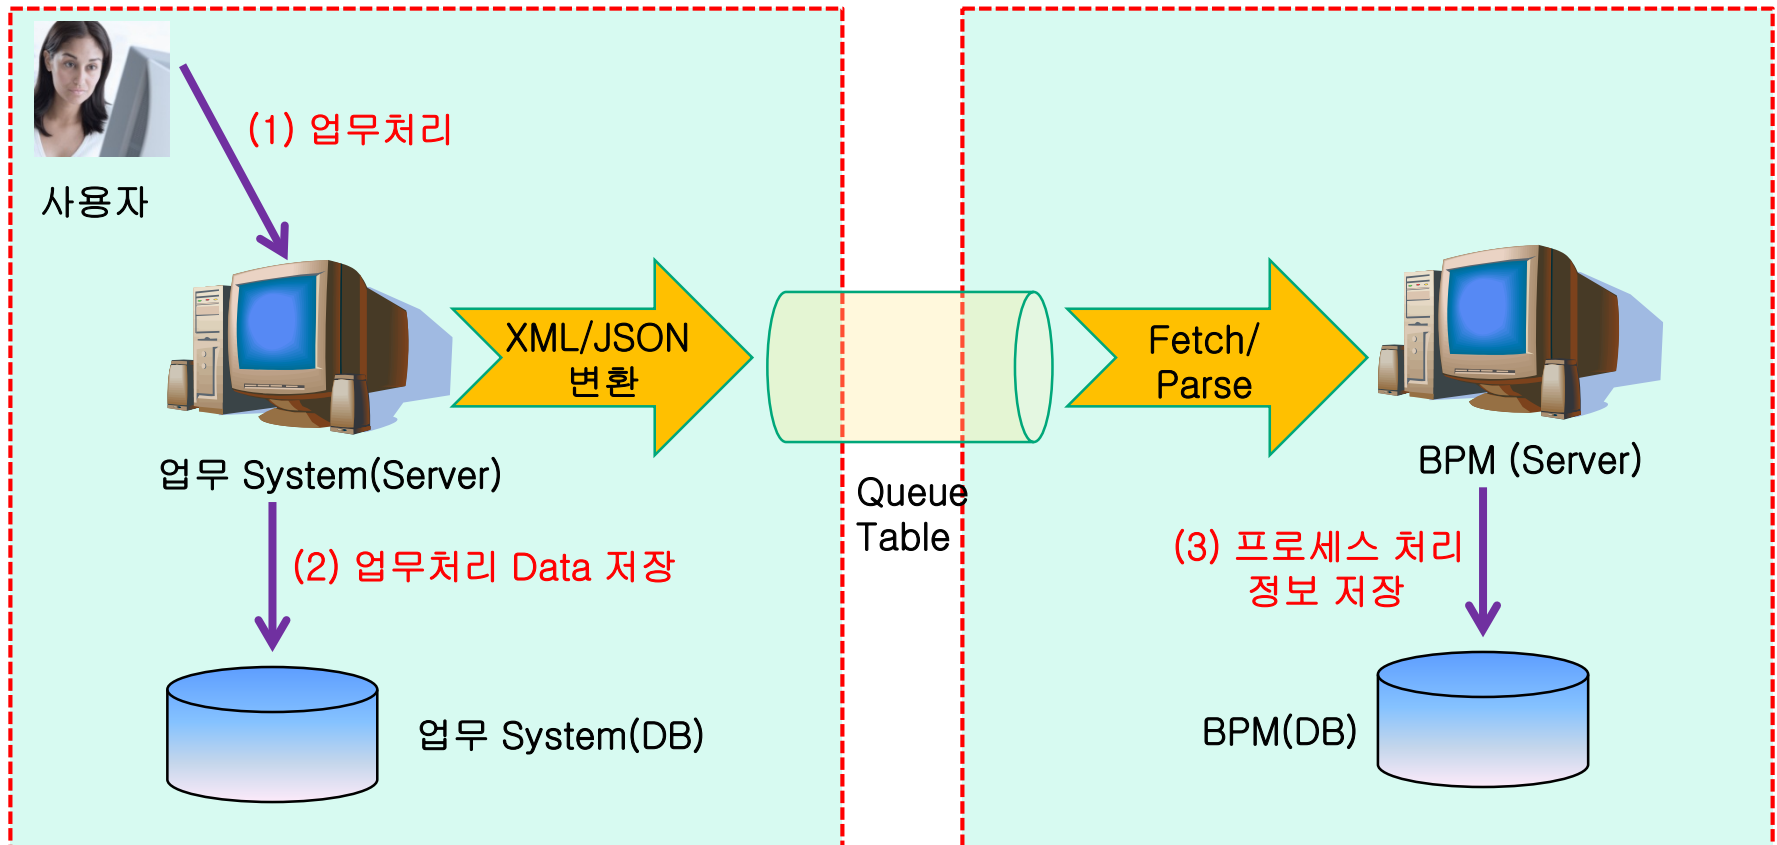 (1) 업무처리
사용자
XML/JSON
변환
Fetch/
Parse
업무 System(Server)
Queue
Table
BPM (Server)
(2) 업무처리 Data 저장
(3) 프로세스 처리
정보 저장
업무 System(DB)
BPM(DB)